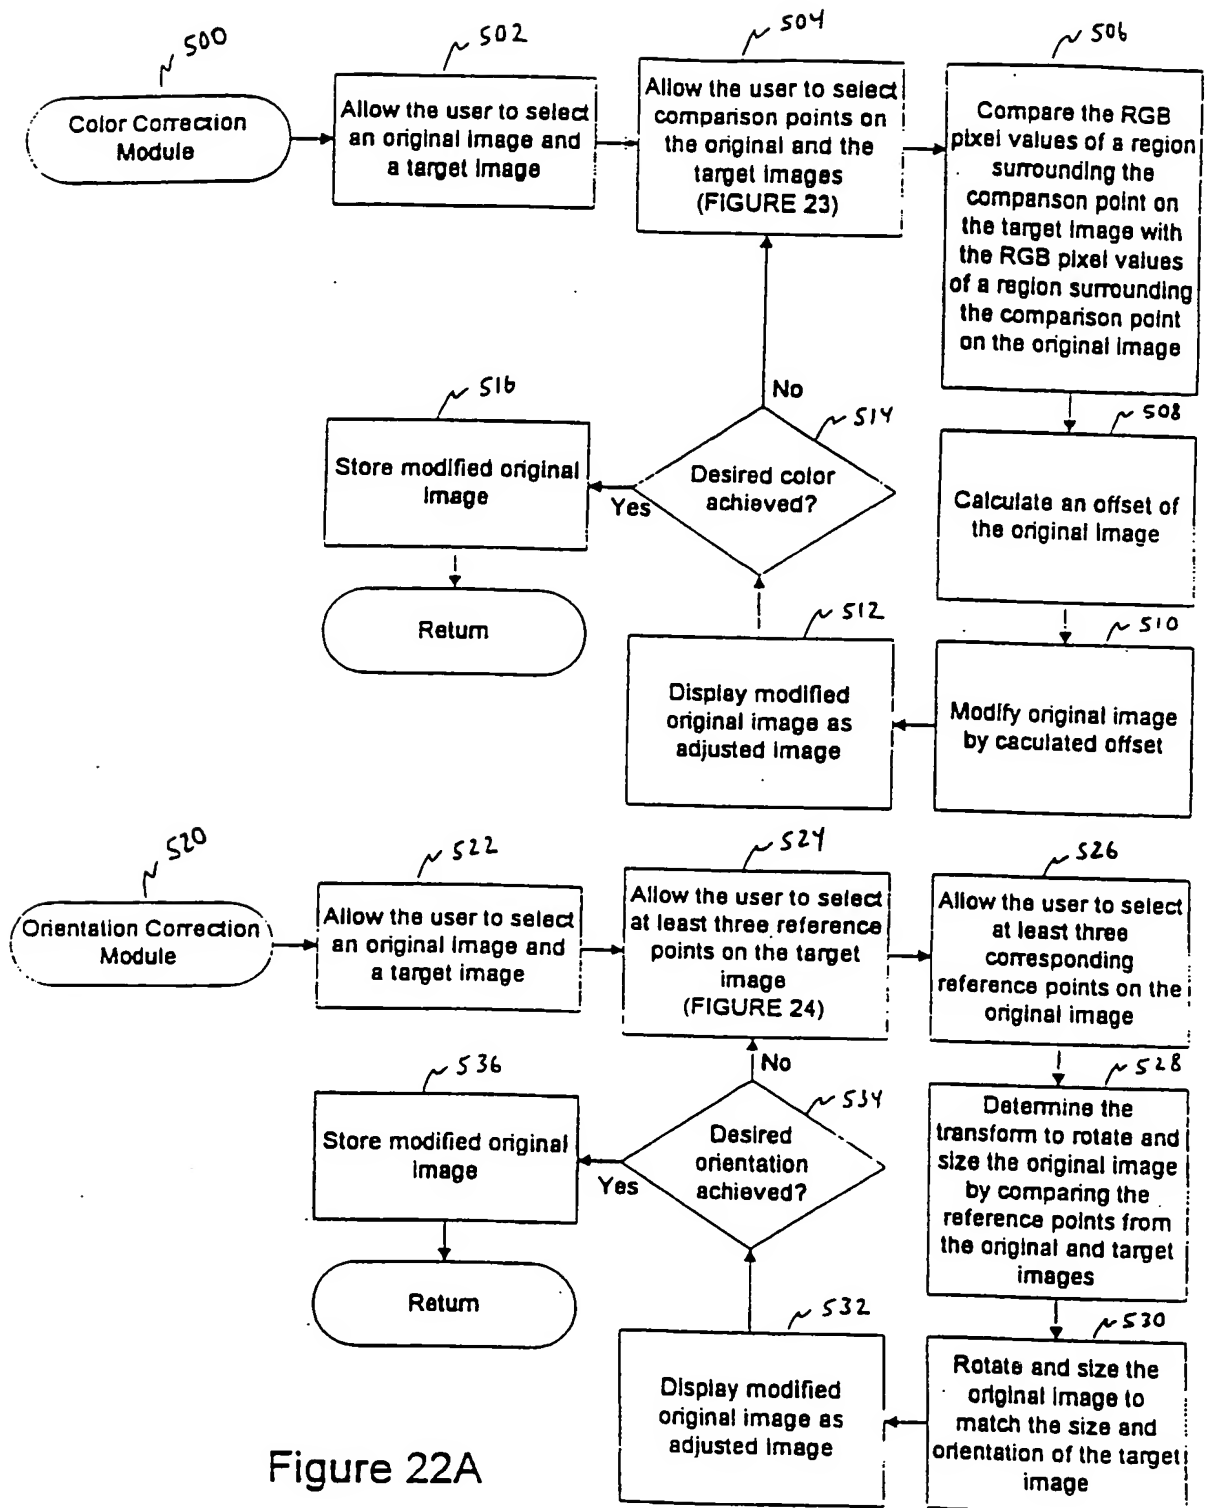 500
Color Correction
Module
502
Allow the user to select
an original image and
a target image
504
Allow the user to select
comparison points on
the original and the
target images
(FIGURE 23)
506
Compare the RGB
pixel values of a region
surrounding the
comparison point on
the target image with
the RGB pixel values
of a region surrounding
the comparison point
on the original image
508
Calculate an offset of
the original image
510
Modify original image
by caculated offset
512
Display modified
original image as
adjusted image
514
Desired color
achieved?
No
Yes
516
Store modified original
image
Return
520
Orientation Correction
Module
522
Allow the user to select
an original image and
a target image
524
Allow the user to select
at least three reference
points on the target
image
(FIGURE 24)
526
Allow the user to select
at least three
corresponding
reference points on the
original image
528
Determine the
transform to rotate and
size the original image
by comparing the
reference points from
the original and target
images
530
Rotate and size the
original image to
match the size and
orientation of the target
image
532
Display modified
original image as
adjusted image
534
Desired
orientation
achieved?
No
Yes
536
Store modified original
image
Return
Figure 22A